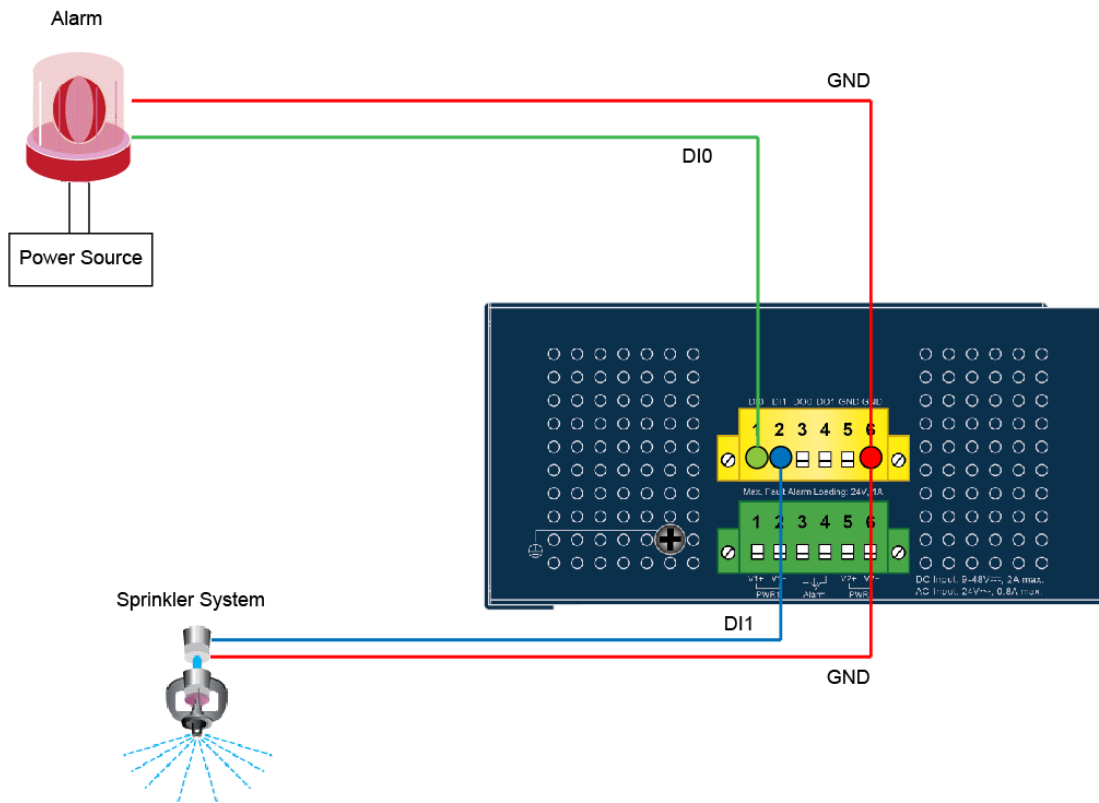 Alarm
GND
DI0
Power Source
DI0 DI1 DO0 DO1 GND GND
1 2 3 4 5 6
Max. Fault Alarm Loading: 24V, 1A
1 2 3 4 5 6
V1+ V1- V2+ V2-
PWR1 Alarm
DC Input: 9-48V⎓, 2A max.
AC Input: 24V~, 0.8A max.
Sprinkler System
DI1
GND